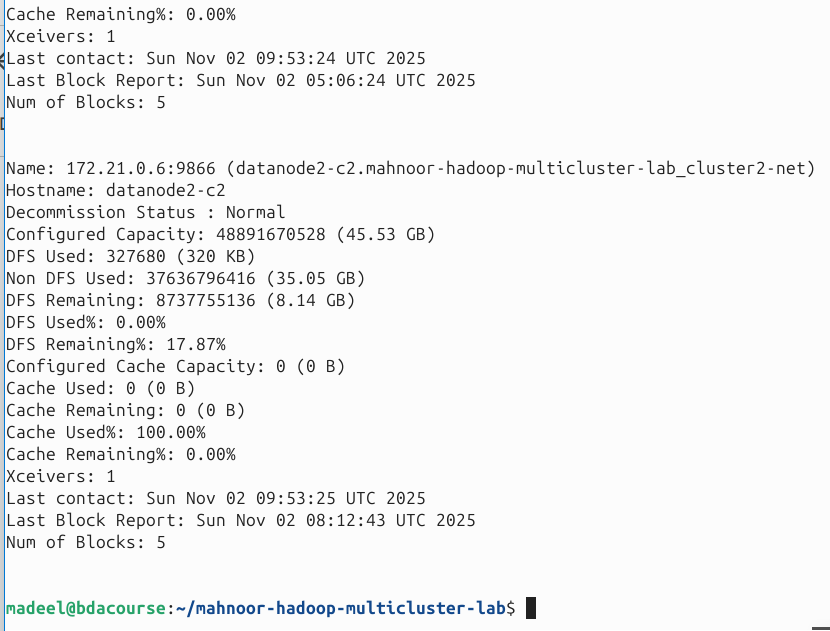 Cache Remaining%: 0.00%
Xceivers: 1
Last contact: Sun Nov 02 09:53:24 UTC 2025
Last Block Report: Sun Nov 02 05:06:24 UTC 2025
Num of Blocks: 5
Name: 172.21.0.6:9866 (datanode2-c2.mahnoor-hadoop-multicluster-lab_cluster2-net)
Hostname: datanode2-c2
Decommission Status : Normal
Configured Capacity: 48891670528 (45.53 GB)
DFS Used: 327680 (320 KB)
Non DFS Used: 37636796416 (35.05 GB)
DFS Remaining: 8737755136 (8.14 GB)
DFS Used%: 0.00%
DFS Remaining%: 17.87%
Configured Cache Capacity: 0 (0 B)
Cache Used: 0 (0 B)
Cache Remaining: 0 (0 B)
Cache Used%: 100.00%
Cache Remaining%: 0.00%
Xceivers: 1
Last contact: Sun Nov 02 09:53:25 UTC 2025
Last Block Report: Sun Nov 02 08:12:43 UTC 2025
Num of Blocks: 5
madeel@bdacourse:~/mahnoor-hadoop-multicluster-lab$